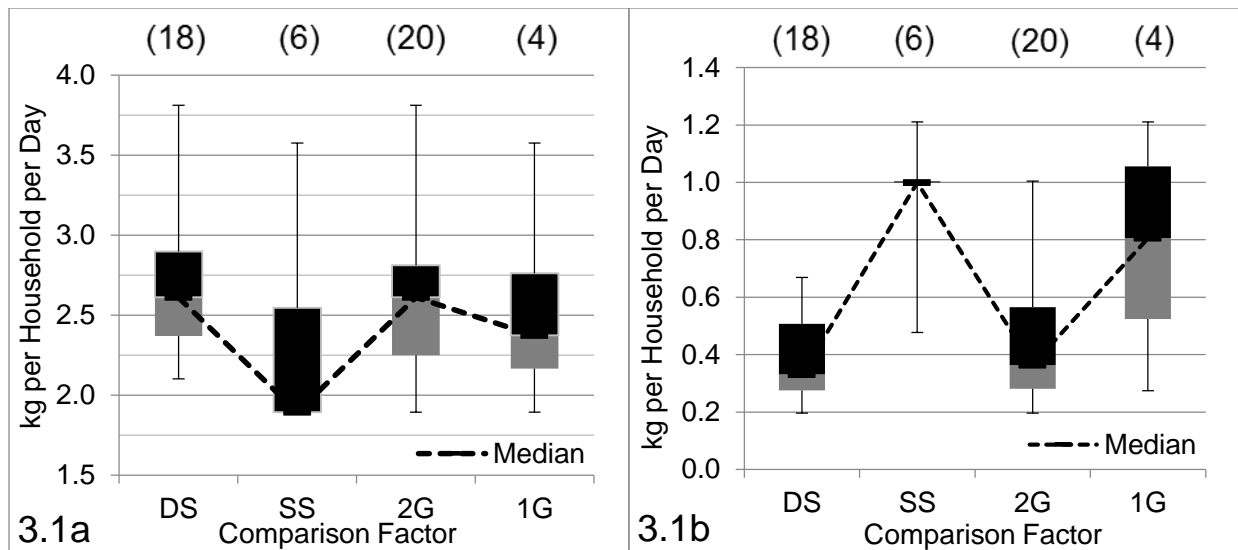 (18) (6) (20) (4)
kg per Household per Day
4.0
3.5
3.0
2.5
2.0
1.5
Median
DS SS 2G 1G
Comparison Factor
3.1a
(18) (6) (20) (4)
kg per Household per Day
1.4
1.2
1.0
0.8
0.6
0.4
0.2
0.0
Median
DS SS 2G 1G
Comparison Factor
3.1b